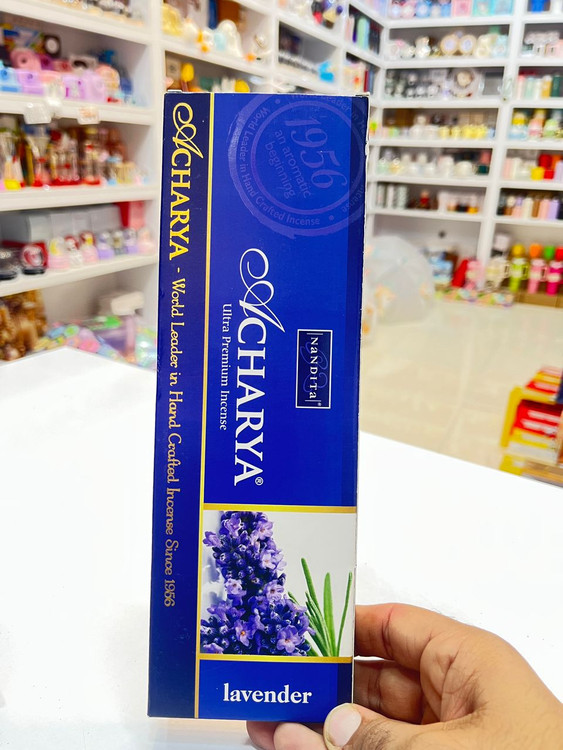 ACHARYA - World Leader in Hand Crafted Incense Since 1956
1956
an aromatic
beginning
World Leader in Hand Crafted Incense
NANDITA®
ACHARYA®
Ultra Premium Incense
lavender